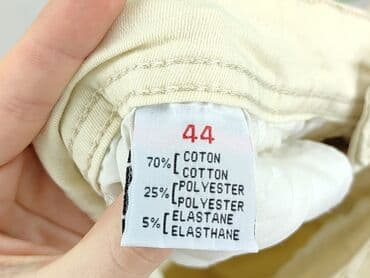 44
70% [ COTON
COTTON
25% [ POLYESTER
POLYESTER
5% [ ELASTANE
ELASTHANE